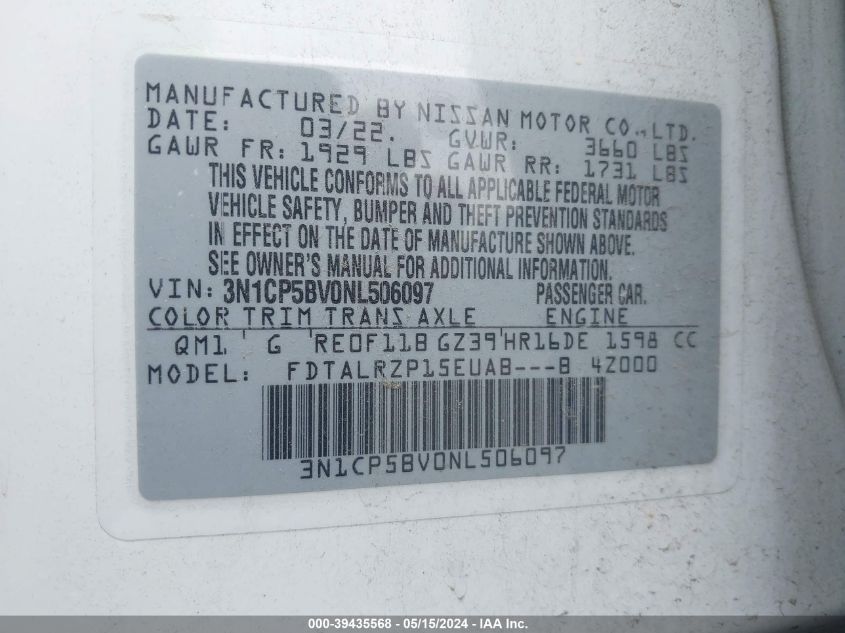 MANUFACTURED BY NISSAN MOTOR CO.,LTD.
DATE: 03/22. GVWR: 3660 LBS
GAWR FR: 1929 LBS GAWR RR: 1731 LBS
THIS VEHICLE CONFORMS TO ALL APPLICABLE FEDERAL MOTOR
VEHICLE SAFETY, BUMPER AND THEFT PREVENTION STANDARDS
IN EFFECT ON THE DATE OF MANUFACTURE SHOWN ABOVE.
SEE OWNER'S MANUAL FOR ADDITIONAL INFORMATION.
VIN: 3N1CP5BV0NL506097 PASSENGER CAR.
COLOR TRIM TRANS AXLE ENGINE
QM1 G RE0F11B GZ39 HR16DE 1598 CC
MODEL: FDTALRZP15EUAB---B 4Z000
3N1CP5BV0NL506097
000-39435568 - 05/15/2024 - IAA Inc.